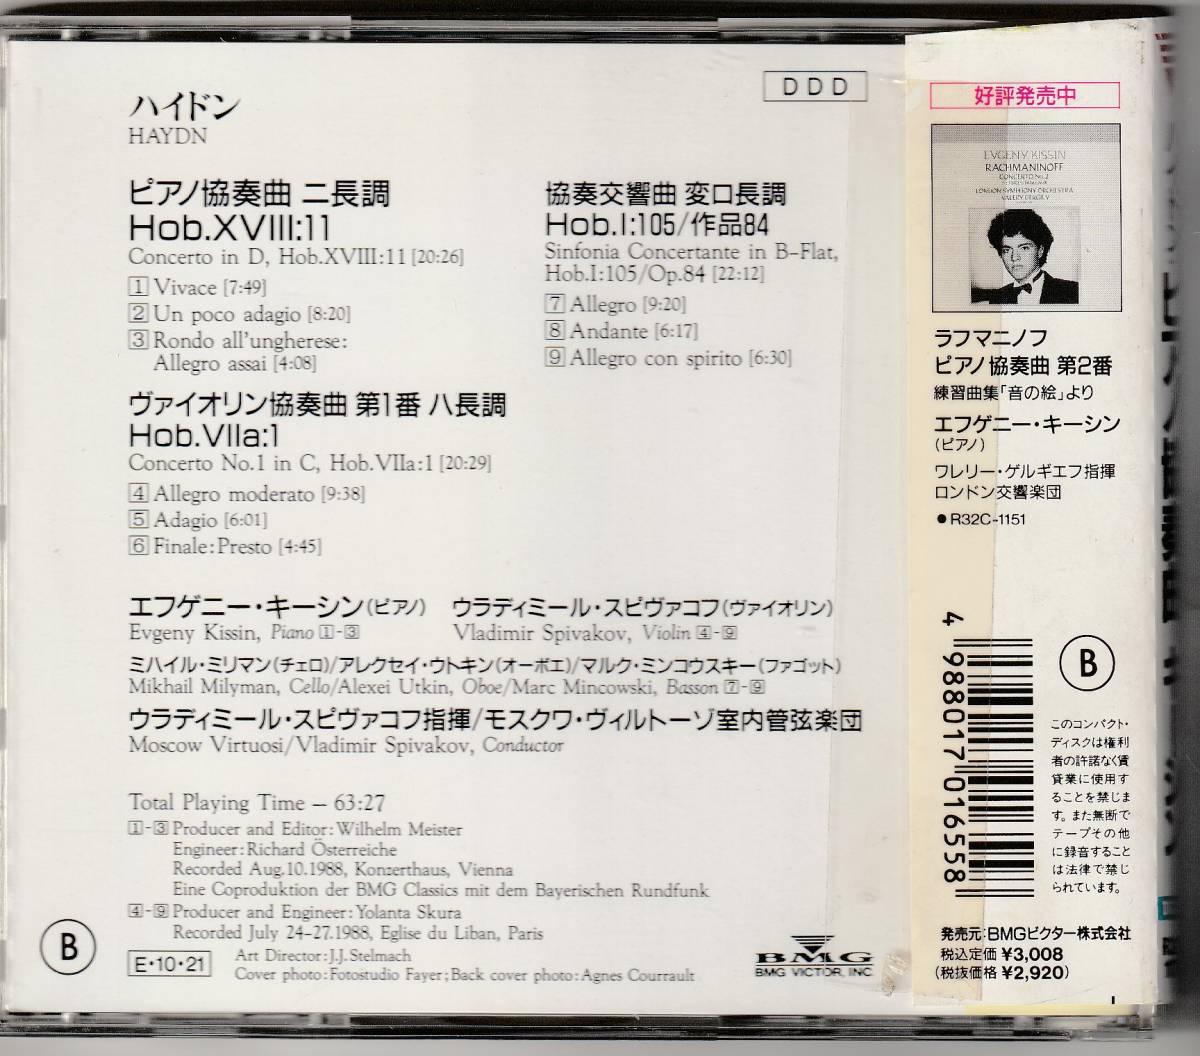 DDD
ハイドン
HAYDN
ピアノ協奏曲 ニ長調
Hob.XVIII:11
Concerto in D, Hob.XVIII:11 [20:26]
1 Vivace [7:49]
2 Un poco adagio [8:20]
3 Rondo all'ungherese:
Allegro assai [4:08]
ヴァイオリン協奏曲 第1番 ハ長調
Hob.VIIa:1
Concerto No.1 in C, Hob.VIIa:1 [20:29]
4 Allegro moderato [9:38]
5 Adagio [6:01]
6 Finale:Presto [4:45]
協奏交響曲 変ロ長調
Hob.I:105/作品84
Sinfonia Concertante in B-Flat,
Hob.I:105/Op.84 [22:12]
7 Allegro [9:20]
8 Andante [6:17]
9 Allegro con spirito [6:30]
エフゲニー・キーシン(ピアノ) ウラディミール・スピヴァコフ(ヴァイオリン)
Evgeny Kissin, Piano 1-3 Vladimir Spivakov, Violin 4-9
ミハイル・ミリマン(チェロ)/アレクセイ・ウトキン(オーボエ)/マルク・ミンコウスキー(ファゴット)
Mikhail Milyman, Cello/Alexei Utkin, Oboe/Marc Mincowski, Basson 7-9
ウラディミール・スピヴァコフ指揮/モスクワ・ヴィルトーゾ室内管弦楽団
Moscow Virtuosi/Vladimir Spivakov, Conductor
Total Playing Time – 63:27
1-3 Producer and Editor:Wilhelm Meister
Engineer:Richard Österreiche
Recorded Aug.10.1988, Konzerthaus, Vienna
Eine Coproduktion der BMG Classics mit dem Bayerischen Rundfunk
4-9 Producer and Engineer:Yolanta Skura
Recorded July 24-27.1988, Eglise du Liban, Paris
B
E・10・21
Art Director:J.J.Stelmach
Cover photo:Fotostudio Fayer;Back cover photo:Agnes Courrault
BMG
BMG VICTOR, INC.
好評発売中
EVGENY KISSIN
RACHMANINOFF
CONCERTO No.2
LONDON SYMPHONY ORCHESTRA
VALERY GERGIEV
ラフマニノフ
ピアノ協奏曲 第2番
練習曲集「音の絵」より
エフゲニー・キーシン
(ピアノ)
ワレリー・ゲルギエフ指揮
ロンドン交響楽団
●R32C-1151
4 988017 016558
B
このコンパクト・
ディスクは権利
者の許諾なく賃
貸業に使用す
ることを禁じま
す。また無断で
テープその他
に録音すること
は法律で禁じ
られています。
発売元:BMGビクター株式会社
税込定価 ¥3,008
(税抜価格 ¥2,920)